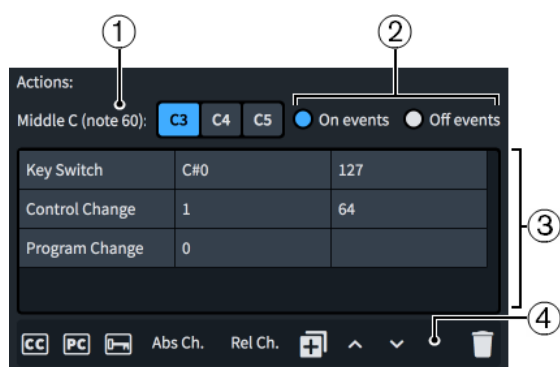 1 2
Actions:
Middle C (note 60): C3 C4 C5 On events Off events
Key Switch C#0 127
Control Change 1 64
Program Change 0
3
4
CC PC Abs Ch. Rel Ch.